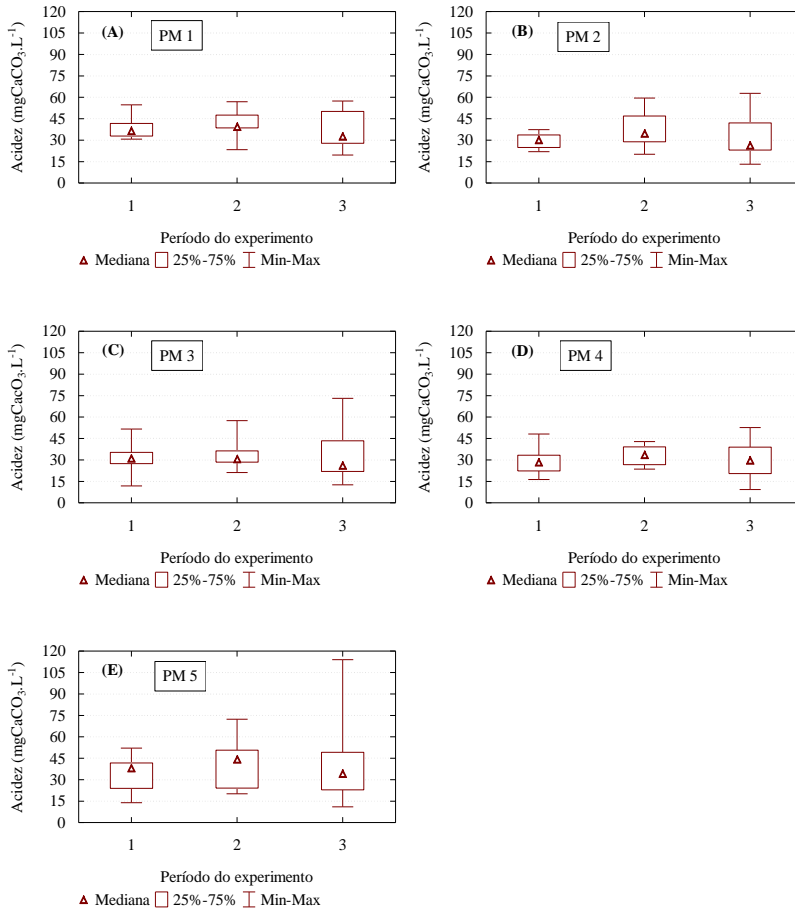 (A) PM 1
Acidez (mgCaCO₃.L⁻¹)
120
105
90
75
60
45
30
15
0
1 2 3
Período do experimento
Mediana 25%-75% Min-Max
(B) PM 2
Acidez (mgCaCO₃.L⁻¹)
120
105
90
75
60
45
30
15
0
1 2 3
Período do experimento
Mediana 25%-75% Min-Max
(C) PM 3
Acidez (mgCacO₃.L⁻¹)
120
105
90
75
60
45
30
15
0
1 2 3
Período do experimento
Mediana 25%-75% Min-Max
(D) PM 4
Acidez (mgCaCO₃.L⁻¹)
120
105
90
75
60
45
30
15
0
1 2 3
Período do experimento
Mediana 25%-75% Min-Max
(E) PM 5
Acidez (mgCaCO₃.L⁻¹)
120
105
90
75
60
45
30
15
0
1 2 3
Período do experimento
Mediana 25%-75% Min-Max